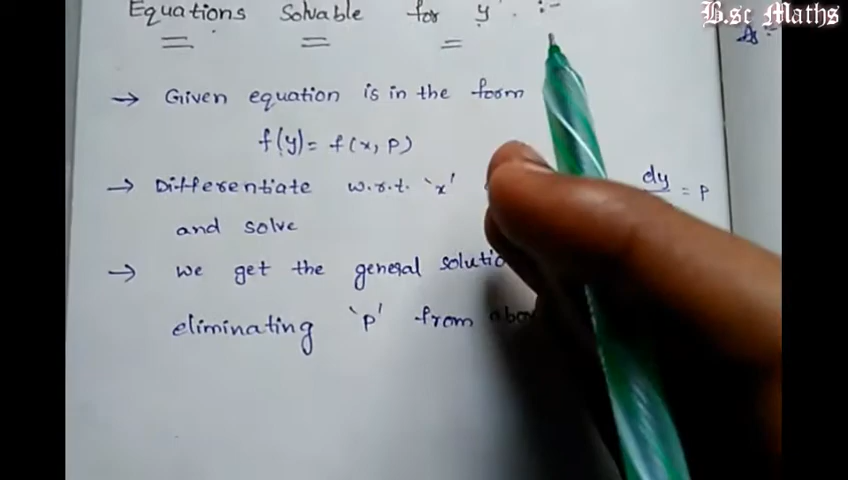 Equations Solvable for y :-
B.sc Maths
→ Given equation is in the form
f(y) = f(x, p)
→ Differentiate w.r.t. 'x' dy = p
and solve
→ we get the general
eliminating 'p' from